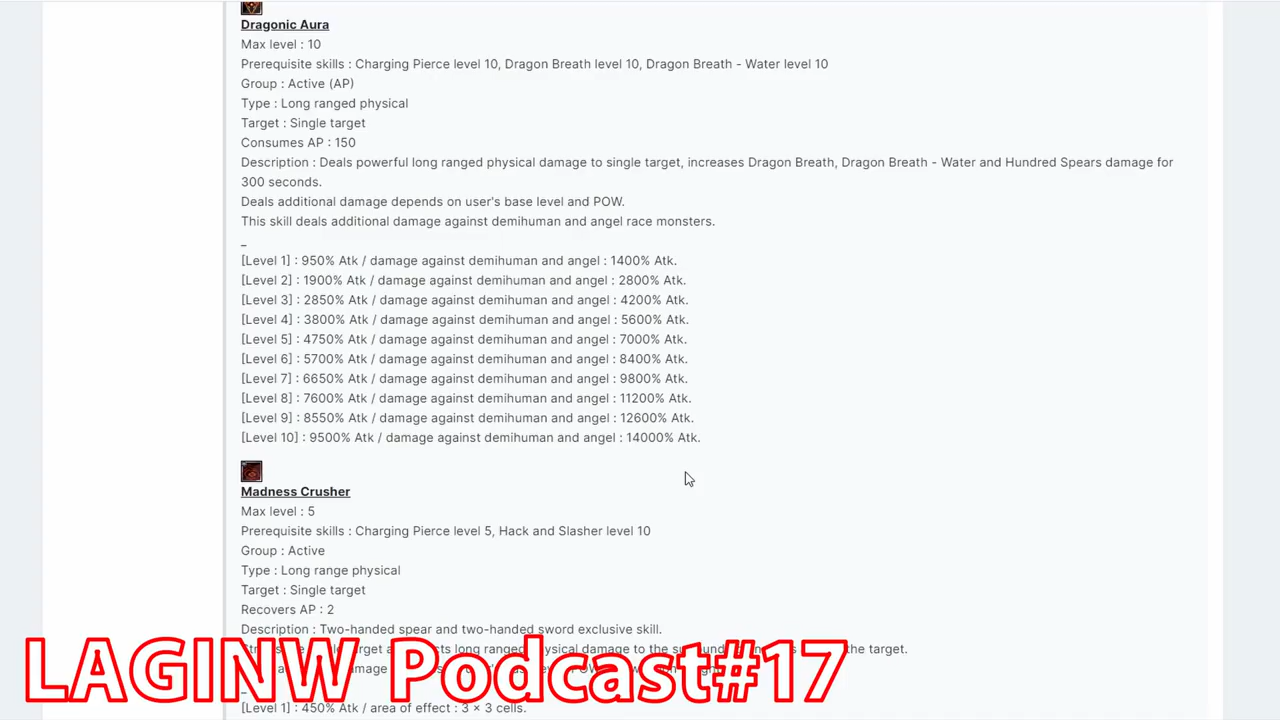 Dragonic Aura
Max level : 10
Prerequisite skills : Charging Pierce level 10, Dragon Breath level 10, Dragon Breath - Water level 10
Group : Active (AP)
Type : Long ranged physical
Target : Single target
Consumes AP : 150
Description : Deals powerful long ranged physical damage to single target, increases Dragon Breath, Dragon Breath - Water and Hundred Spears damage for
300 seconds.
Deals additional damage depends on user's base level and POW.
This skill deals additional damage against demihuman and angel race monsters.
_
[Level 1] : 950% Atk / damage against demihuman and angel : 1400% Atk.
[Level 2] : 1900% Atk / damage against demihuman and angel : 2800% Atk.
[Level 3] : 2850% Atk / damage against demihuman and angel : 4200% Atk.
[Level 4] : 3800% Atk / damage against demihuman and angel : 5600% Atk.
[Level 5] : 4750% Atk / damage against demihuman and angel : 7000% Atk.
[Level 6] : 5700% Atk / damage against demihuman and angel : 8400% Atk.
[Level 7] : 6650% Atk / damage against demihuman and angel : 9800% Atk.
[Level 8] : 7600% Atk / damage against demihuman and angel : 11200% Atk.
[Level 9] : 8550% Atk / damage against demihuman and angel : 12600% Atk.
[Level 10] : 9500% Atk / damage against demihuman and angel : 14000% Atk.
Madness Crusher
Max level : 5
Prerequisite skills : Charging Pierce level 5, Hack and Slasher level 10
Group : Active
Type : Long range physical
Target : Single target
Recovers AP : 2
Description : Two-handed spear and two-handed sword exclusive skill.
target long ranged physical damage to the the target.
damage
_
LAGINW Podcast#17
[Level 1] : 450% Atk / area of effect : 3 × 3 cells.